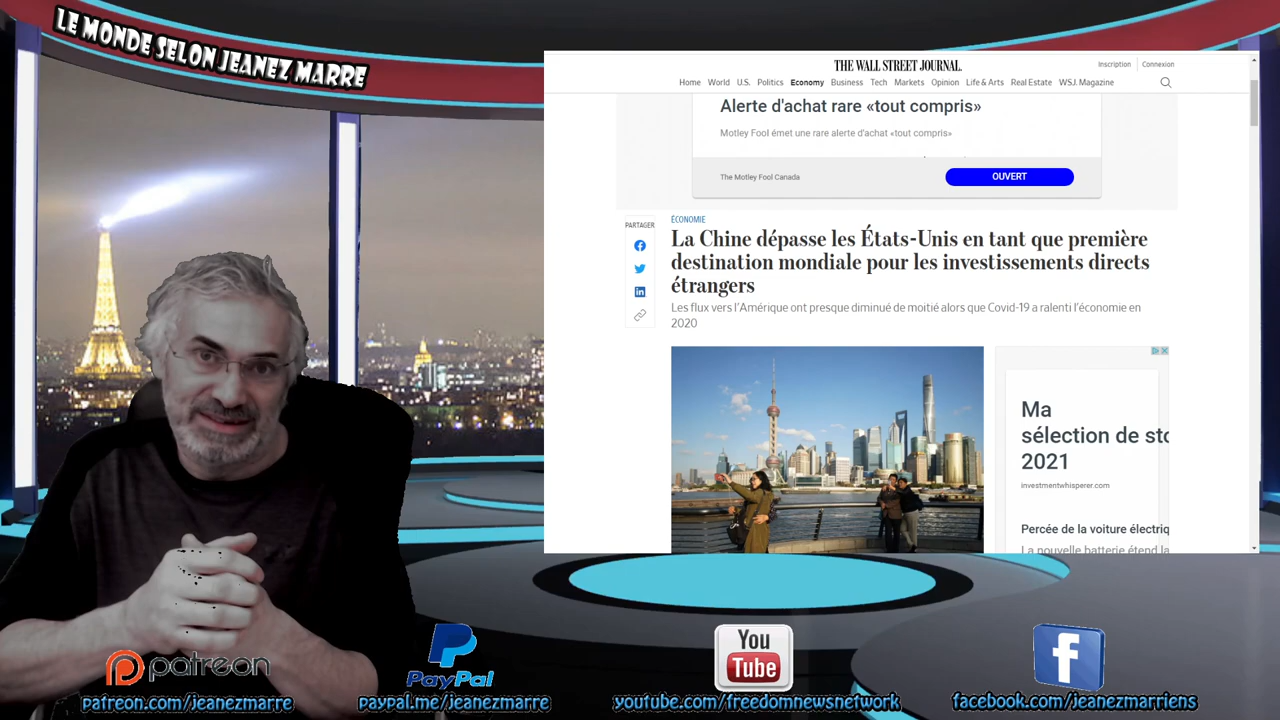 LE MONDE SELON JEANEZ MARRE
THE WALL STREET JOURNAL.
Inscription
Connexion
Home World U.S. Politics Economy Business Tech Markets Opinion Life & Arts Real Estate WSJ. Magazine
Alerte d'achat rare «tout compris»
Motley Fool émet une rare alerte d'achat «tout compris»
The Motley Fool Canada
OUVERT
ÉCONOMIE
PARTAGER
La Chine dépasse les États-Unis en tant que première
destination mondiale pour les investissements directs
étrangers
Les flux vers l'Amérique ont presque diminué de moitié alors que Covid-19 a ralenti l'économie en
2020
Ma
sélection de sto
2021
investmentwhisperer.com
Percée de la voiture électriq
La nouvelle batterie étend la
patreon
patreon.com/jeanezmarre
PayPal
paypal.me/jeanezmarre
You
Tube
youtube.com/freedomnewsnetwork
f
facebook.com/jeanezmarriens